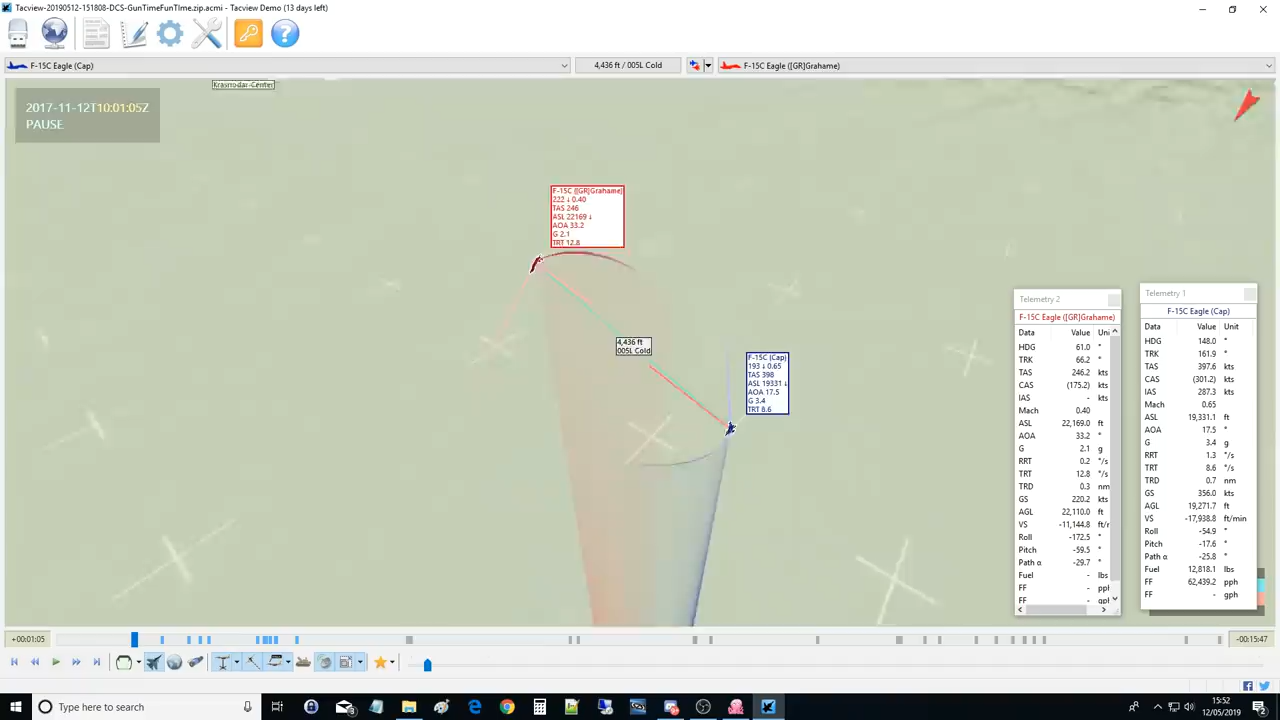 Tacview-20190512-151808-DCS-GunTimeFunTIme.zip.acmi - Tacview Demo (13 days left)
F-15C Eagle (Cap)
4,436 ft / 005L Cold
F-15C Eagle ([GR]Grahame)
Krasnodar-Center
2017-11-12T10:01:05Z
PAUSE
F-15C ([GR]Grahame)
222 ↓ 0.40
TAS 246
ASL 22169 ↓
AOA 33.2
G 2.1
TRT 12.8
4,436 ft
005L Cold
F-15C (Cap)
193 ↓ 0.65
TAS 398
ASL 19331 ↓
AOA 17.5
G 3.4
TRT 8.6
Telemetry 2
F-15C Eagle ([GR]Grahame)
Data Value Uni
HDG 61.0 °
TRK 66.2 °
TAS 246.2 kts
CAS (175.2) kts
IAS - kts
Mach 0.40
ASL 22,169.0 ft
AOA 33.2 °
G 2.1 g
RRT 0.2 °/s
TRT 12.8 °/s
TRD 0.3 nm
GS 220.2 kts
AGL 22,110.0 ft
VS -11,144.8 ft/r
Roll -172.5 °
Pitch -59.5 °
Path α -29.7 °
Fuel - lbs
FF - pph
FF - gph
Telemetry 1
F-15C Eagle (Cap)
Data Value Unit
HDG 148.0 °
TRK 161.9 °
TAS 397.6 kts
CAS (301.2) kts
IAS 287.3 kts
Mach 0.65
ASL 19,331.1 ft
AOA 17.5 °
G 3.4 g
RRT 1.3 °/s
TRT 8.6 °/s
TRD 0.7 nm
GS 356.0 kts
AGL 19,271.7 ft
VS -17,938.8 ft/min
Roll -54.9 °
Pitch -17.6 °
Path α -25.8 °
Fuel 12,818.1 lbs
FF 62,439.2 pph
FF - gph
+00:01:05
-00:15:47
Type here to search
15:52
12/05/2019
2